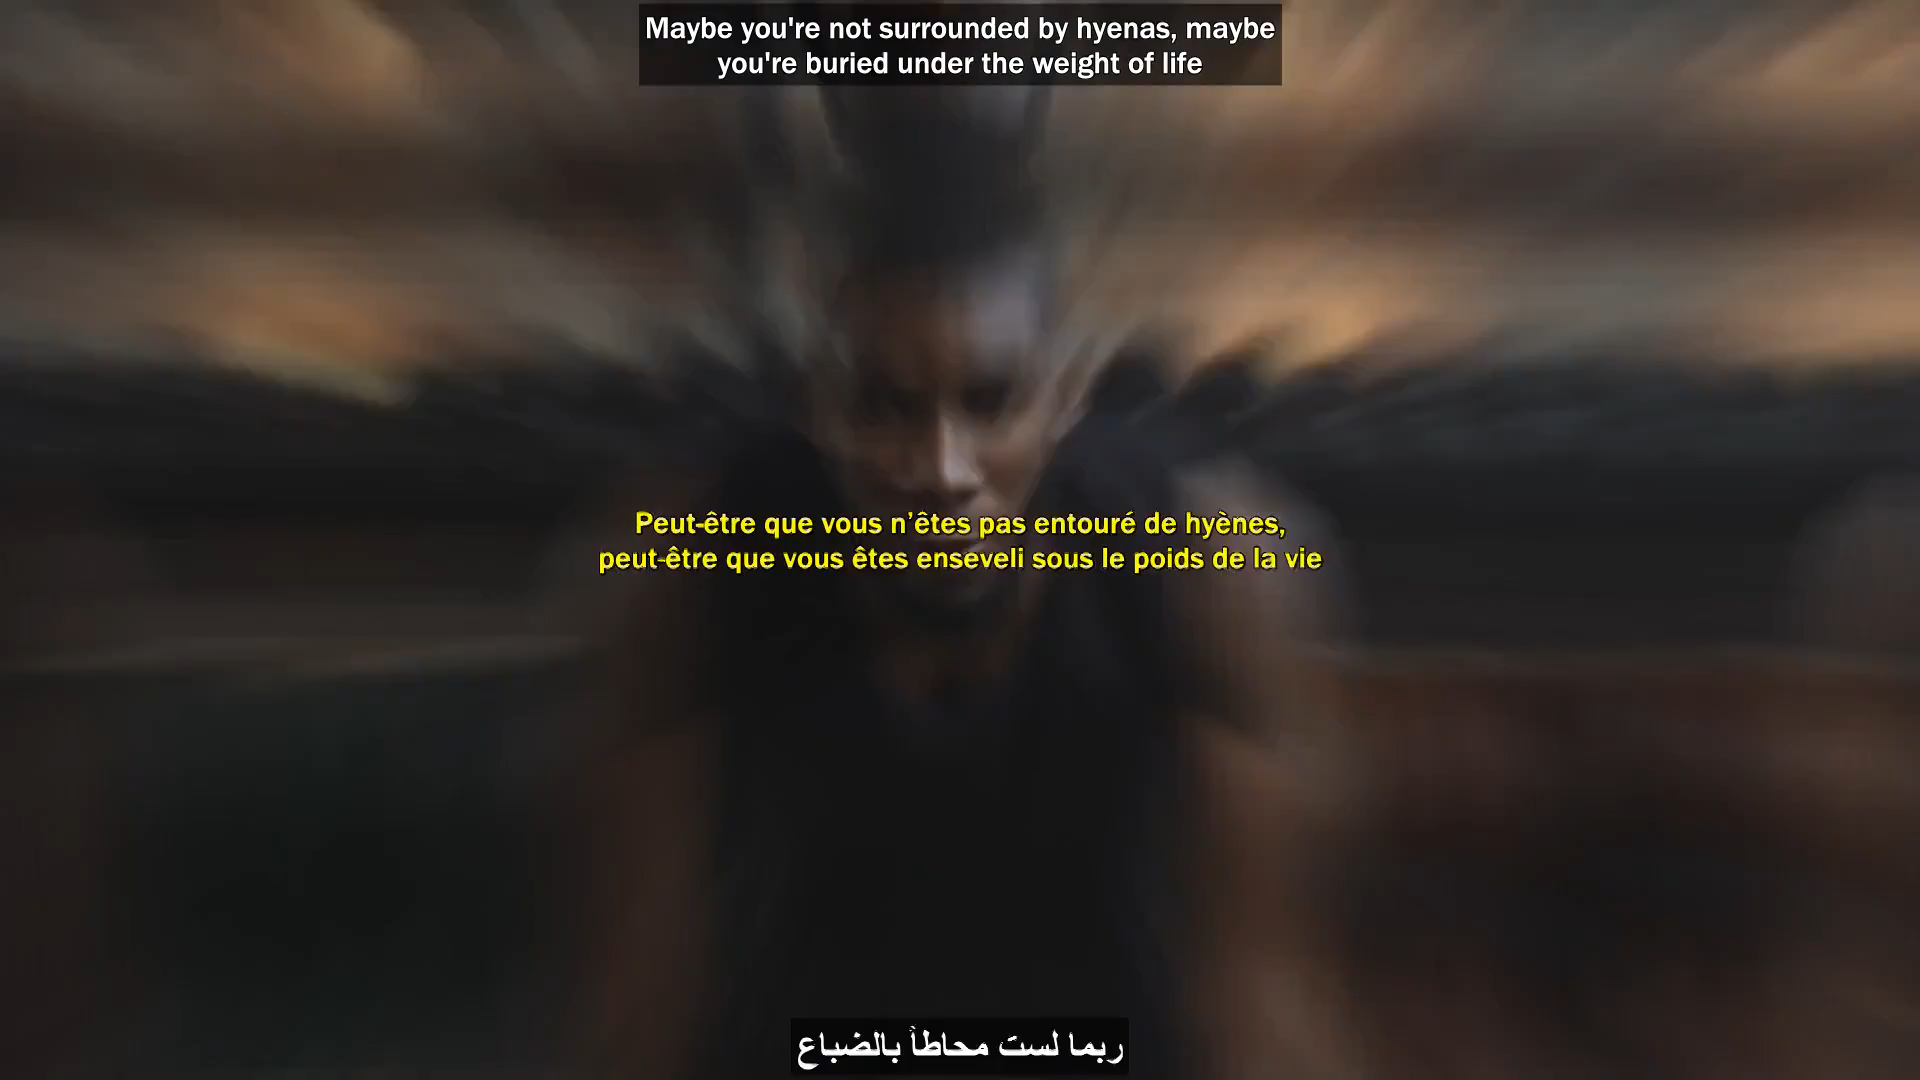 Maybe you're not surrounded by hyenas, maybe
you're buried under the weight of life
Peut-être que vous n’êtes pas entouré de hyènes,
peut-être que vous êtes enseveli sous le poids de la vie
ربما لست محاطاً بالضباع